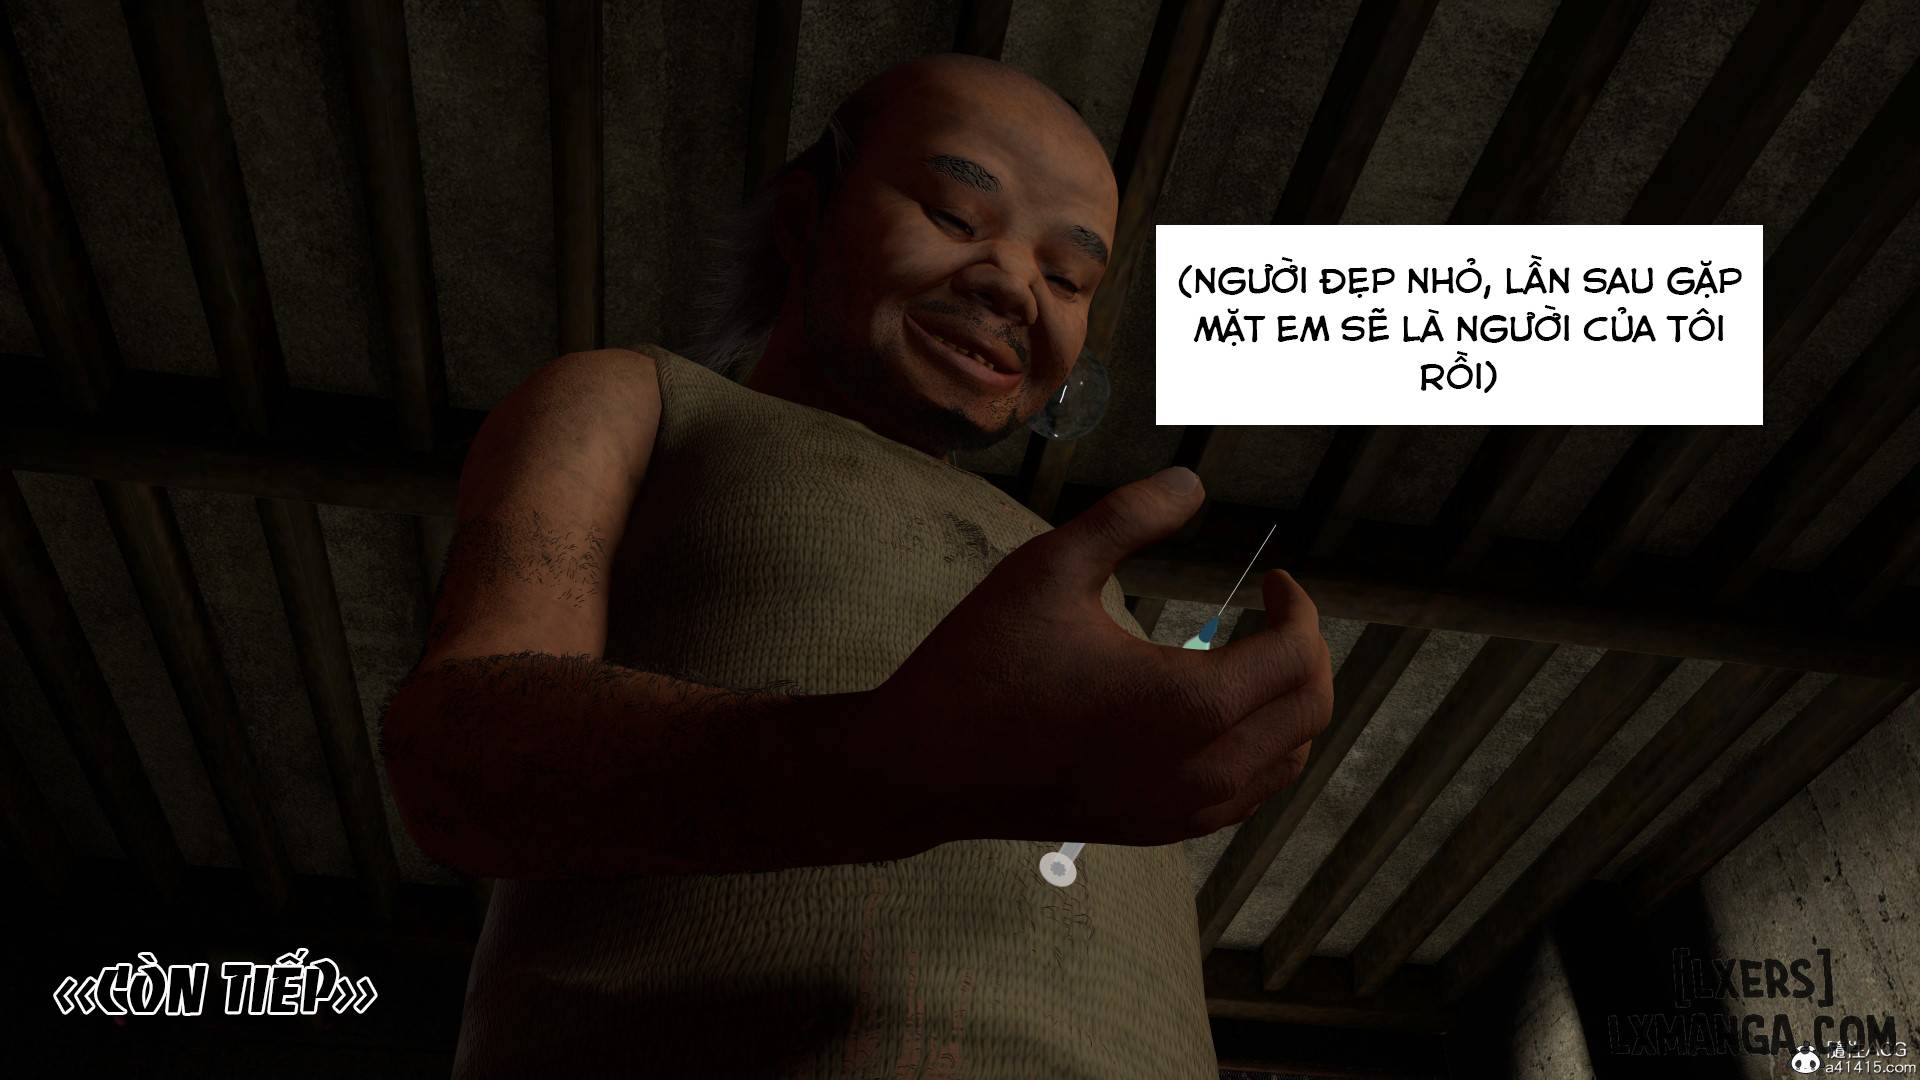 (NGƯỜI ĐẸP NHỎ, LẦN SAU GẶP
MẶT EM SẼ LÀ NGƯỜI CỦA TÔI
RỒI)
<<CÒN TIẾP>>
[LXERS]
LXMANGA.COM
ACG
a41415.com